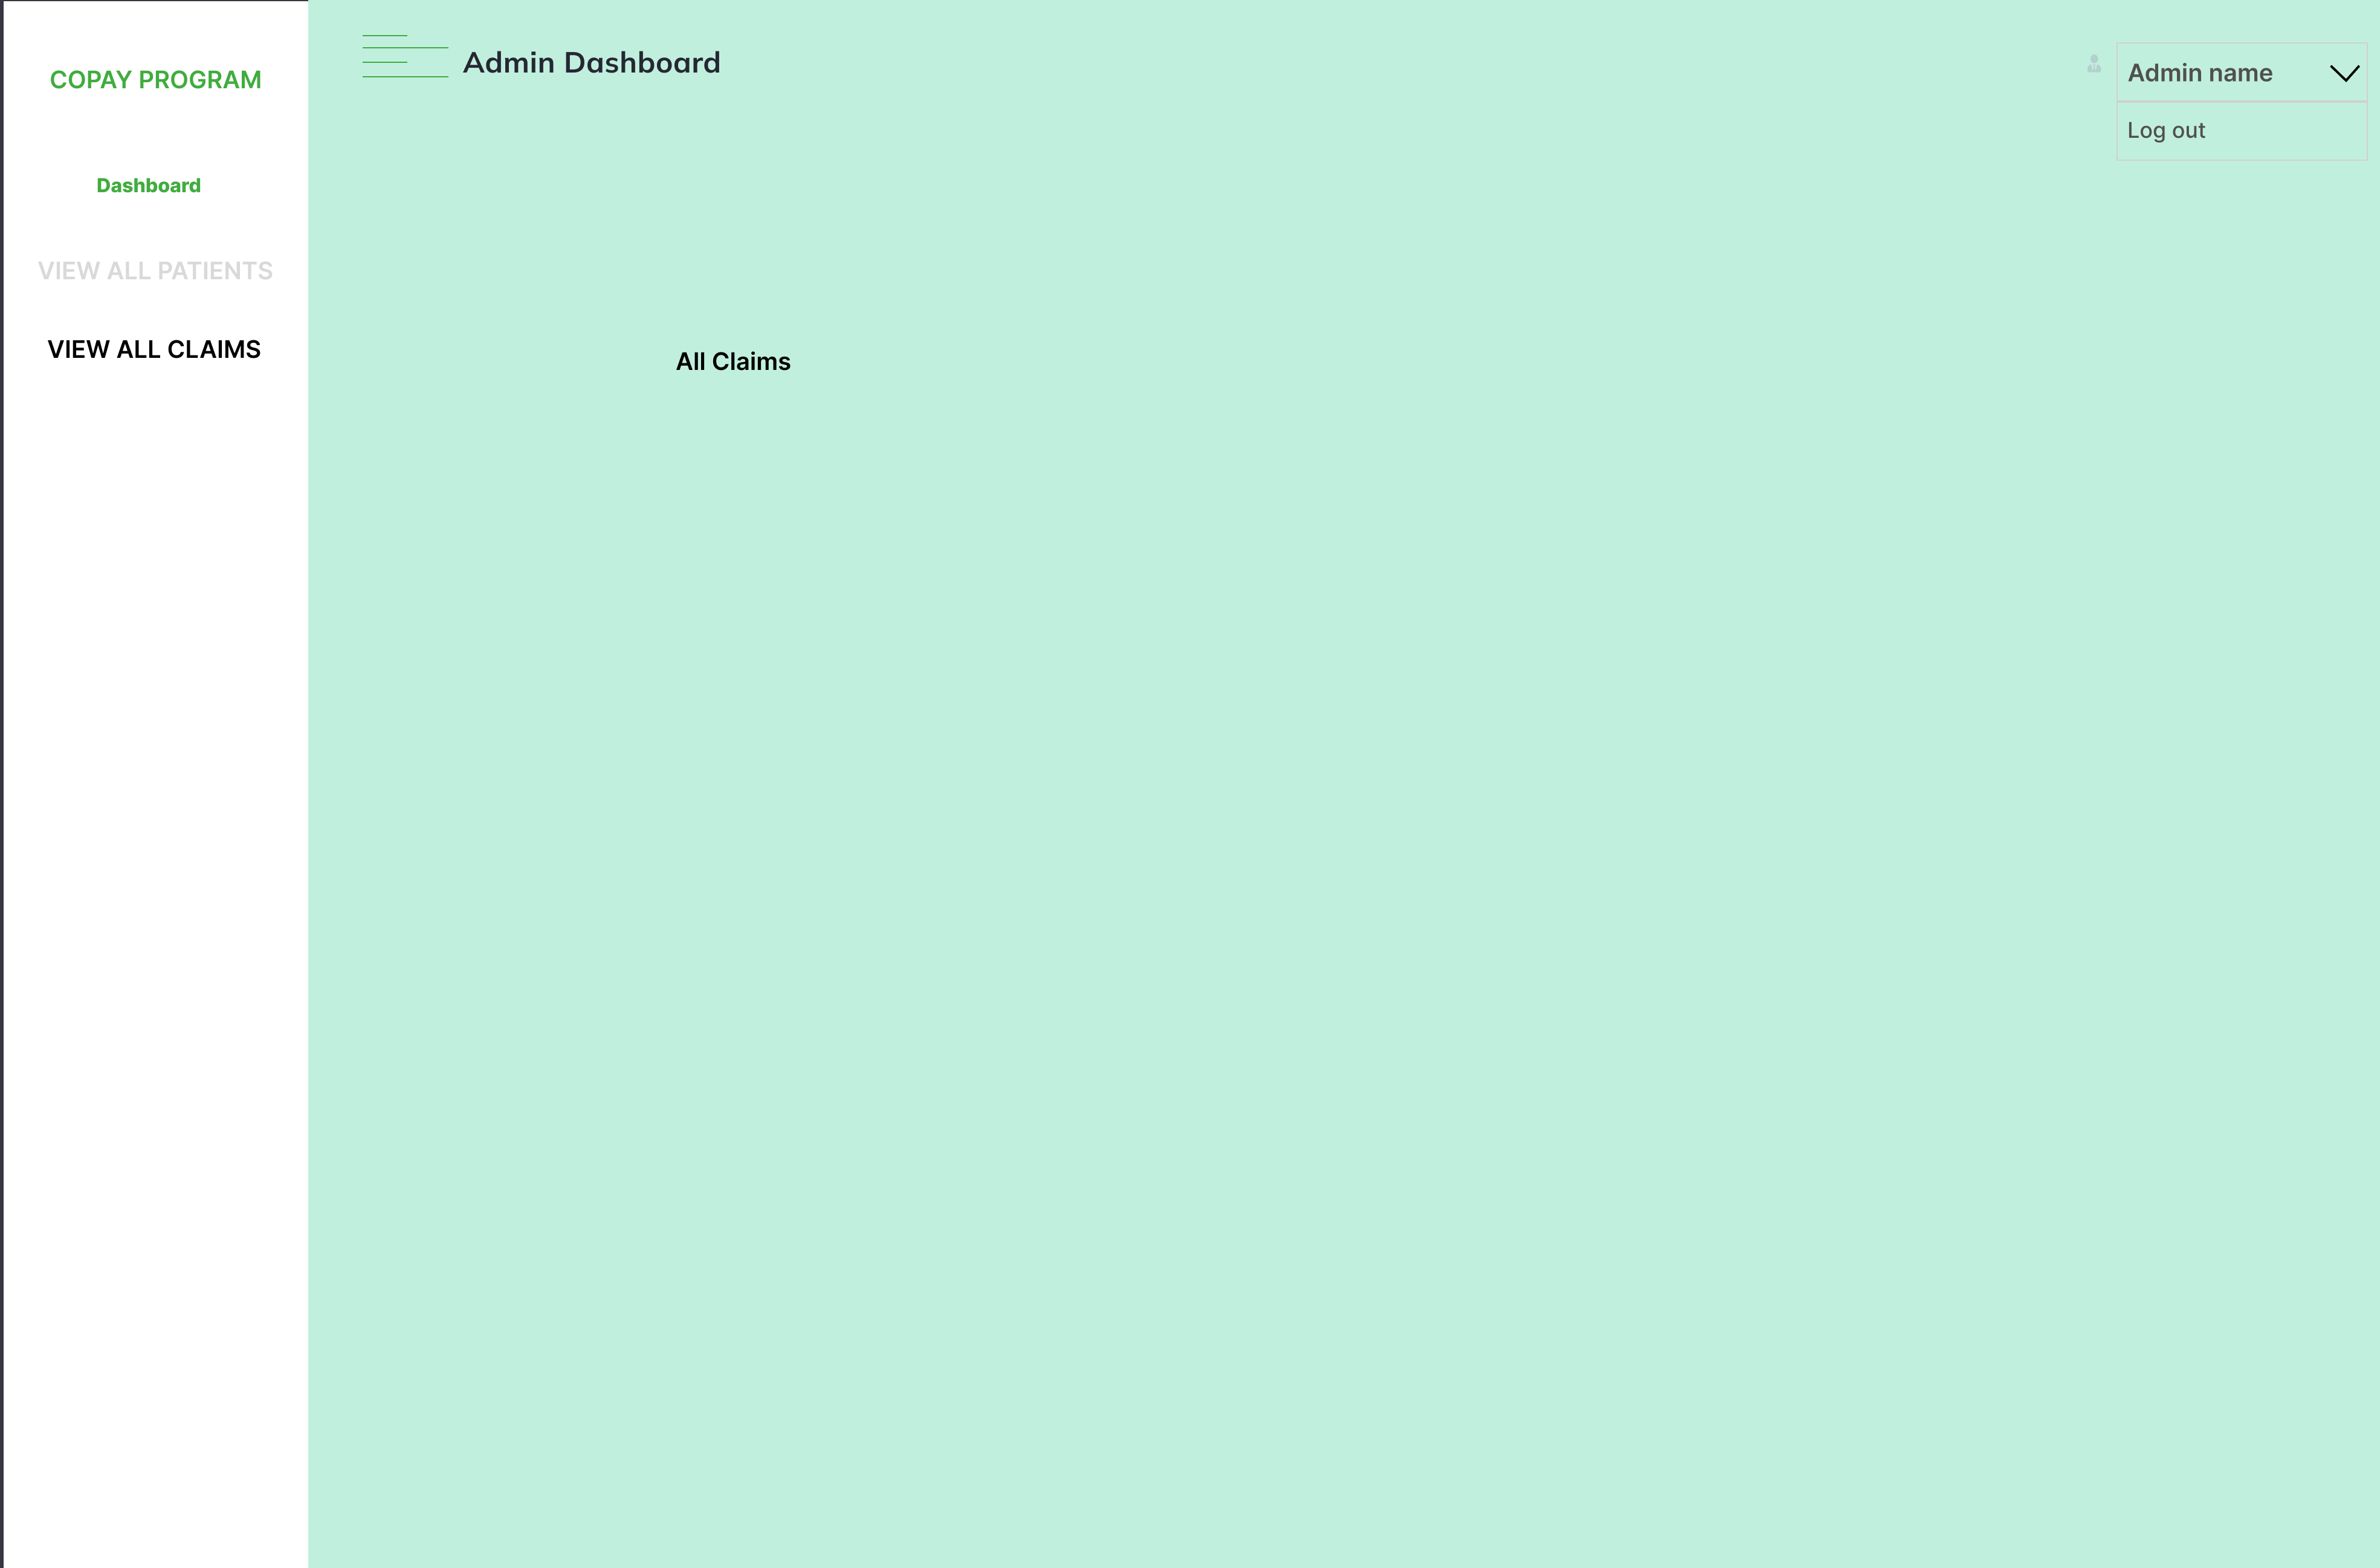 COPAY PROGRAM
Dashboard
VIEW ALL PATIENTS
VIEW ALL CLAIMS
Admin Dashboard
Admin name
Log out
All Claims